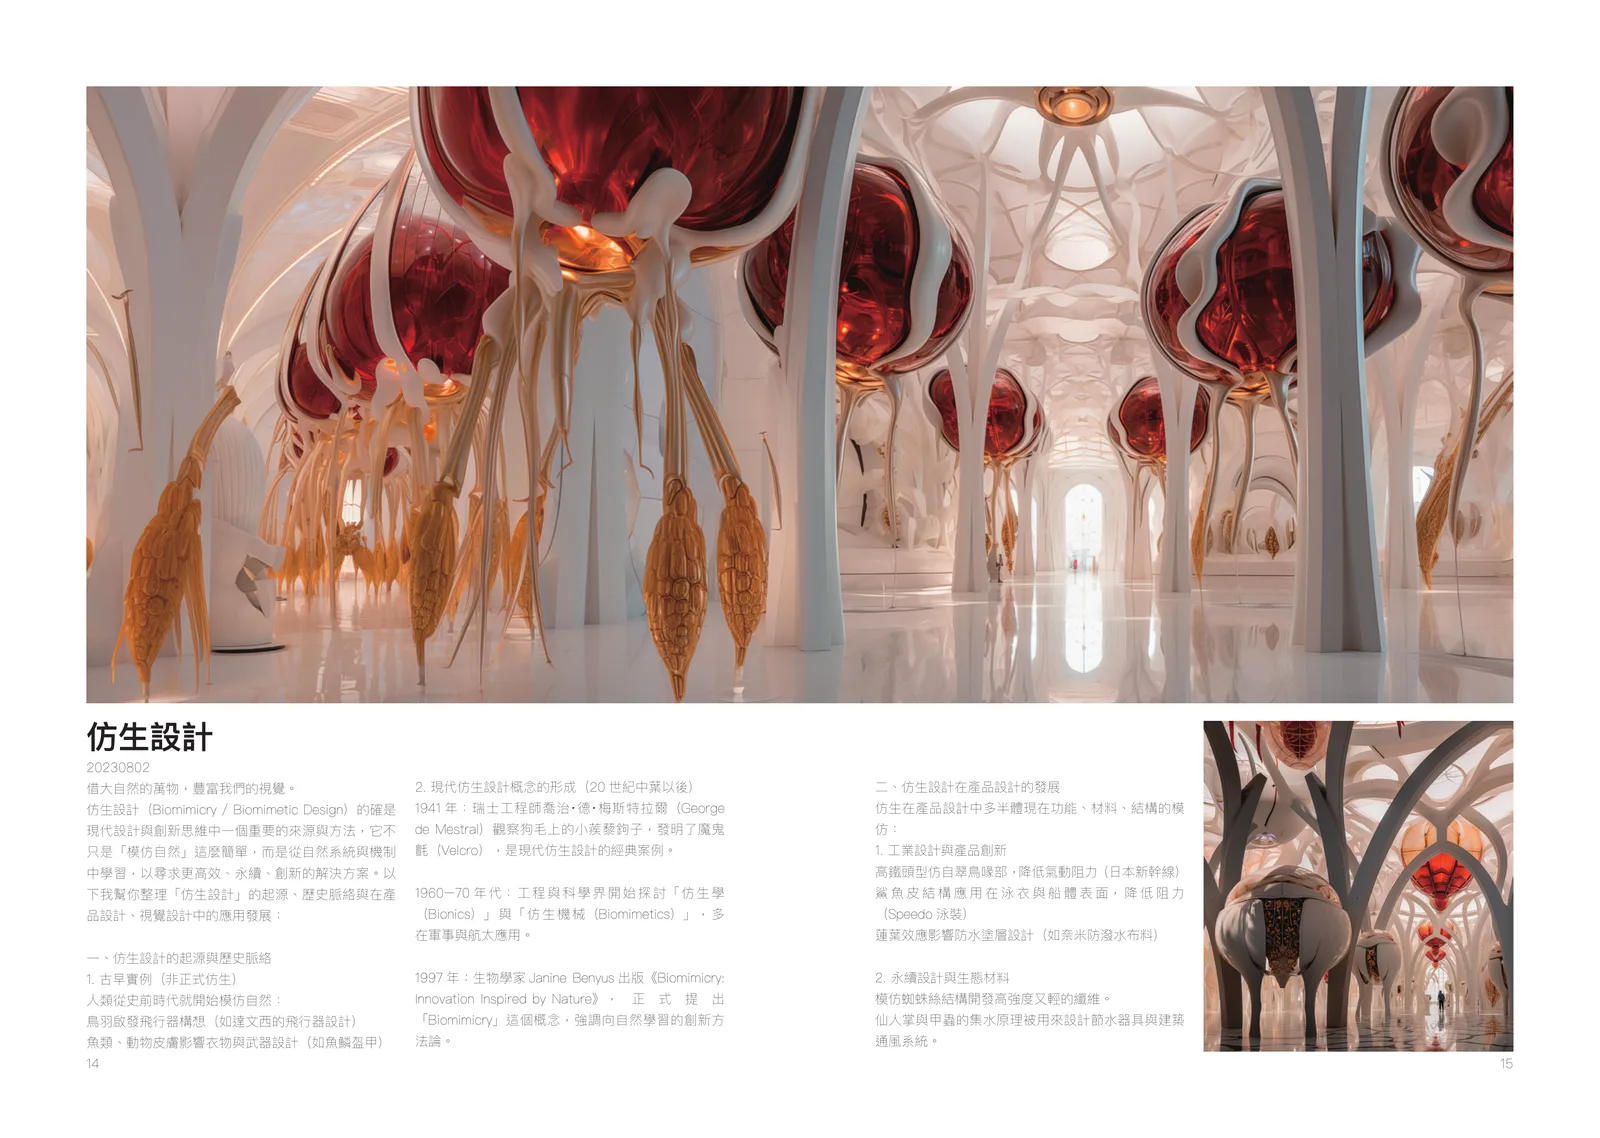 仿生設計
20230802
借大自然的萬物，豐富我們的視覺。
仿生設計（Biomimicry / Biomimetic Design）的確是
現代設計與創新思維中一個重要的來源與方法，它不
只是「模仿自然」這麼簡單，而是從自然系統與機制
中學習，以尋求更高效、永續、創新的解決方案。以
下我幫你整理「仿生設計」的起源、歷史脈絡與在產
品設計、視覺設計中的應用發展：
一、仿生設計的起源與歷史脈絡
1. 古早實例（非正式仿生）
人類從史前時代就開始模仿自然：
鳥羽啟發飛行器構想（如達文西的飛行器設計）
魚類、動物皮膚影響衣物與武器設計（如魚鱗盔甲）
14
2. 現代仿生設計概念的形成（20 世紀中葉以後）
1941 年：瑞士工程師喬治·德·梅斯特拉爾（George
de Mestral）觀察狗毛上的小蒺藜鉤子，發明了魔鬼
氈（Velcro），是現代仿生設計的經典案例。
1960–70 年代：工程與科學界開始探討「仿生學
（Bionics）」與「仿生機械（Biomimetics）」，多
在軍事與航太應用。
1997 年：生物學家 Janine Benyus 出版《Biomimicry:
Innovation Inspired by Nature》，正式提出
「Biomimicry」這個概念，強調向自然學習的創新方
法論。
二、仿生設計在產品設計的發展
仿生在產品設計中多半體現在功能、材料、結構的模
仿：
1. 工業設計與產品創新
高鐵頭型仿自翠鳥喙部，降低氣動阻力（日本新幹線）
鯊魚皮結構應用在泳衣與船體表面，降低阻力
（Speedo 泳裝）
蓮葉效應影響防水塗層設計（如奈米防潑水布料）
2. 永續設計與生態材料
模仿蜘蛛絲結構開發高強度又輕的纖維。
仙人掌與甲蟲的集水原理被用來設計節水器具與建築
通風系統。
15